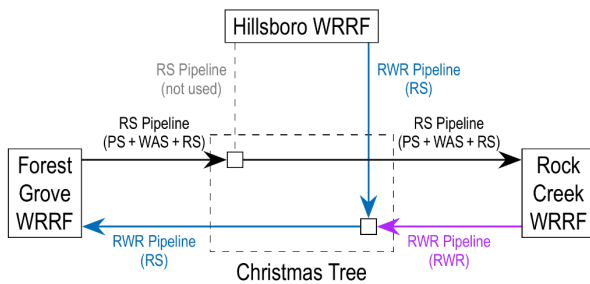 Hillsboro WRRF
RS Pipeline
(not used)
RWR Pipeline
(RS)
RS Pipeline
(PS + WAS + RS)
RS Pipeline
(PS + WAS + RS)
Forest
Grove
WRRF
Rock
Creek
WRRF
RWR Pipeline
(RS)
RWR Pipeline
(RWR)
Christmas Tree